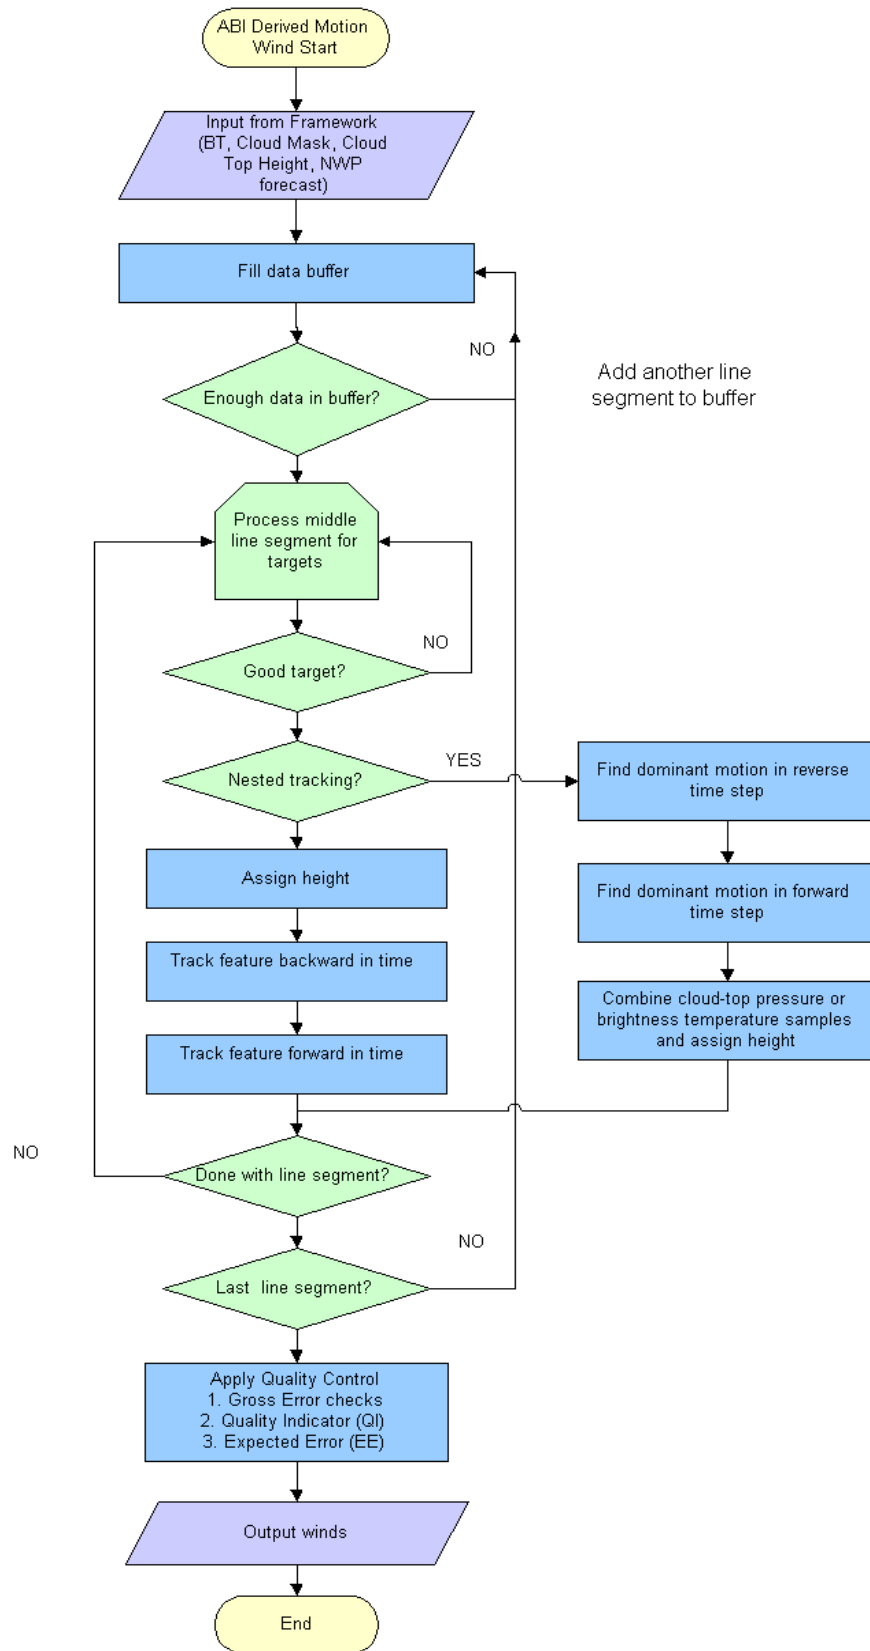 ABI Derived Motion
Wind Start
Input from Framework
(BT, Cloud Mask, Cloud
Top Height, NWP
forecast)
Fill data buffer
NO
Enough data in buffer?
Add another line
segment to buffer
Process middle
line segment for
targets
NO
Good target?
YES
Nested tracking?
Find dominant motion in reverse
time step
Assign height
Find dominant motion in forward
time step
Track feature backward in time
Combine cloud-top pressure or
brightness temperature samples
and assign height
Track feature forward in time
NO
Done with line segment?
NO
Last line segment?
Apply Quality Control
1. Gross Error checks
2. Quality Indicator (QI)
3. Expected Error (EE)
Output winds
End